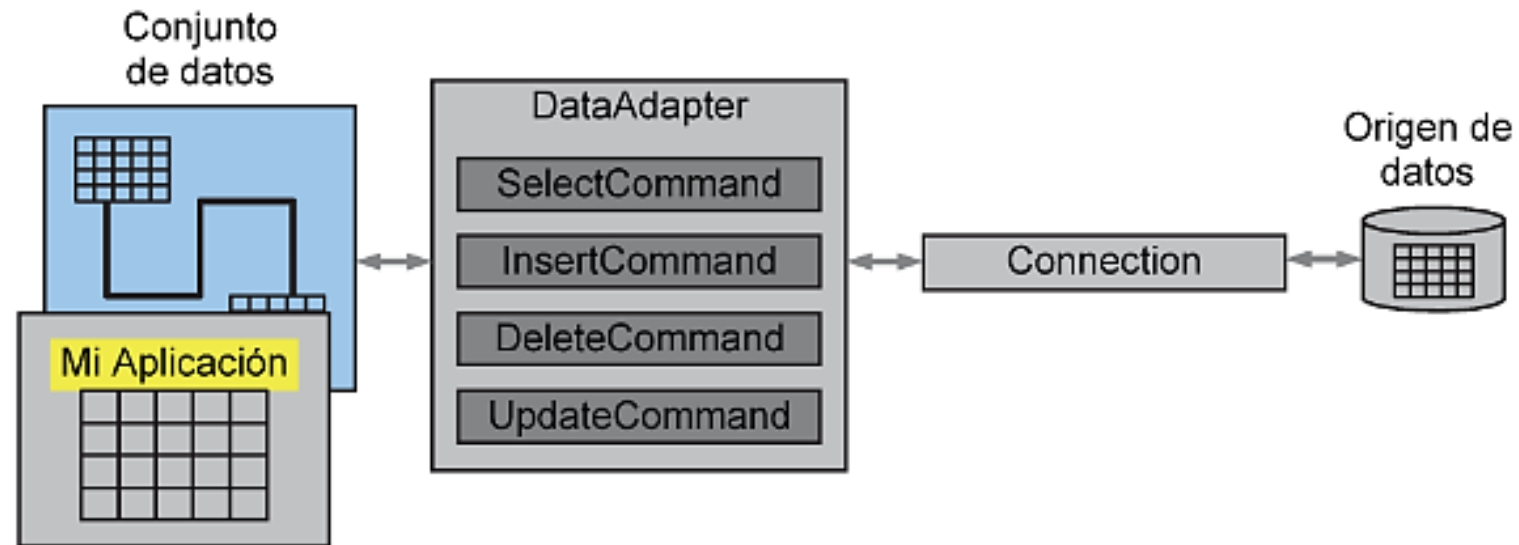 Conjunto
de datos
Mi Aplicación
DataAdapter
SelectCommand
InsertCommand
DeleteCommand
UpdateCommand
Connection
Origen de
datos